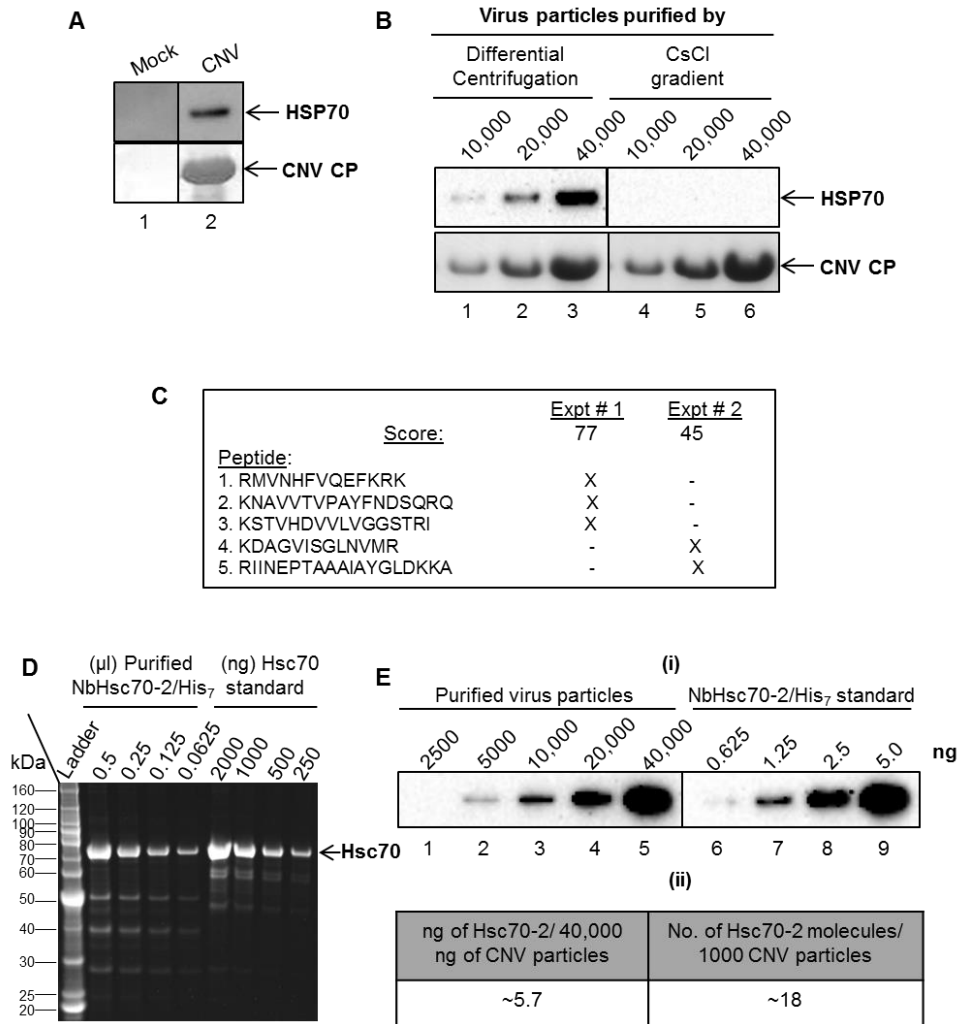 A
Mock CNV
HSP70
CNV CP
1 2
B
Virus particles purified by
Differential Centrifugation
CsCl gradient
10,000 20,000 40,000 10,000 20,000 40,000
HSP70
CNV CP
1 2 3 4 5 6
C
Expt # 1 Expt # 2
Score: 77 45
Peptide:
1. RMVNHFVQEFKRK X -
2. KNAVVTVPAYFNDSQRQ X -
3. KSTVHDVVLVGGSTRI X -
4. KDAGVISGLNVMR - X
5. RIINEPTAAAIAYGLDKKA - X
D
(µl) Purified NbHsc70-2/His7
(ng) Hsc70 standard
kDa
Ladder 0.5 0.25 0.125 0.0625 2000 1000 500 250
160
120
100
90
80
70
60
50
40
30
25
20
Hsc70
E
(i)
Purified virus particles
NbHsc70-2/His7 standard
2500 5000 10,000 20,000 40,000 0.625 1.25 2.5 5.0 ng
1 2 3 4 5 6 7 8 9
(ii)
ng of Hsc70-2/ 40,000 ng of CNV particles
No. of Hsc70-2 molecules/ 1000 CNV particles
~5.7 ~18